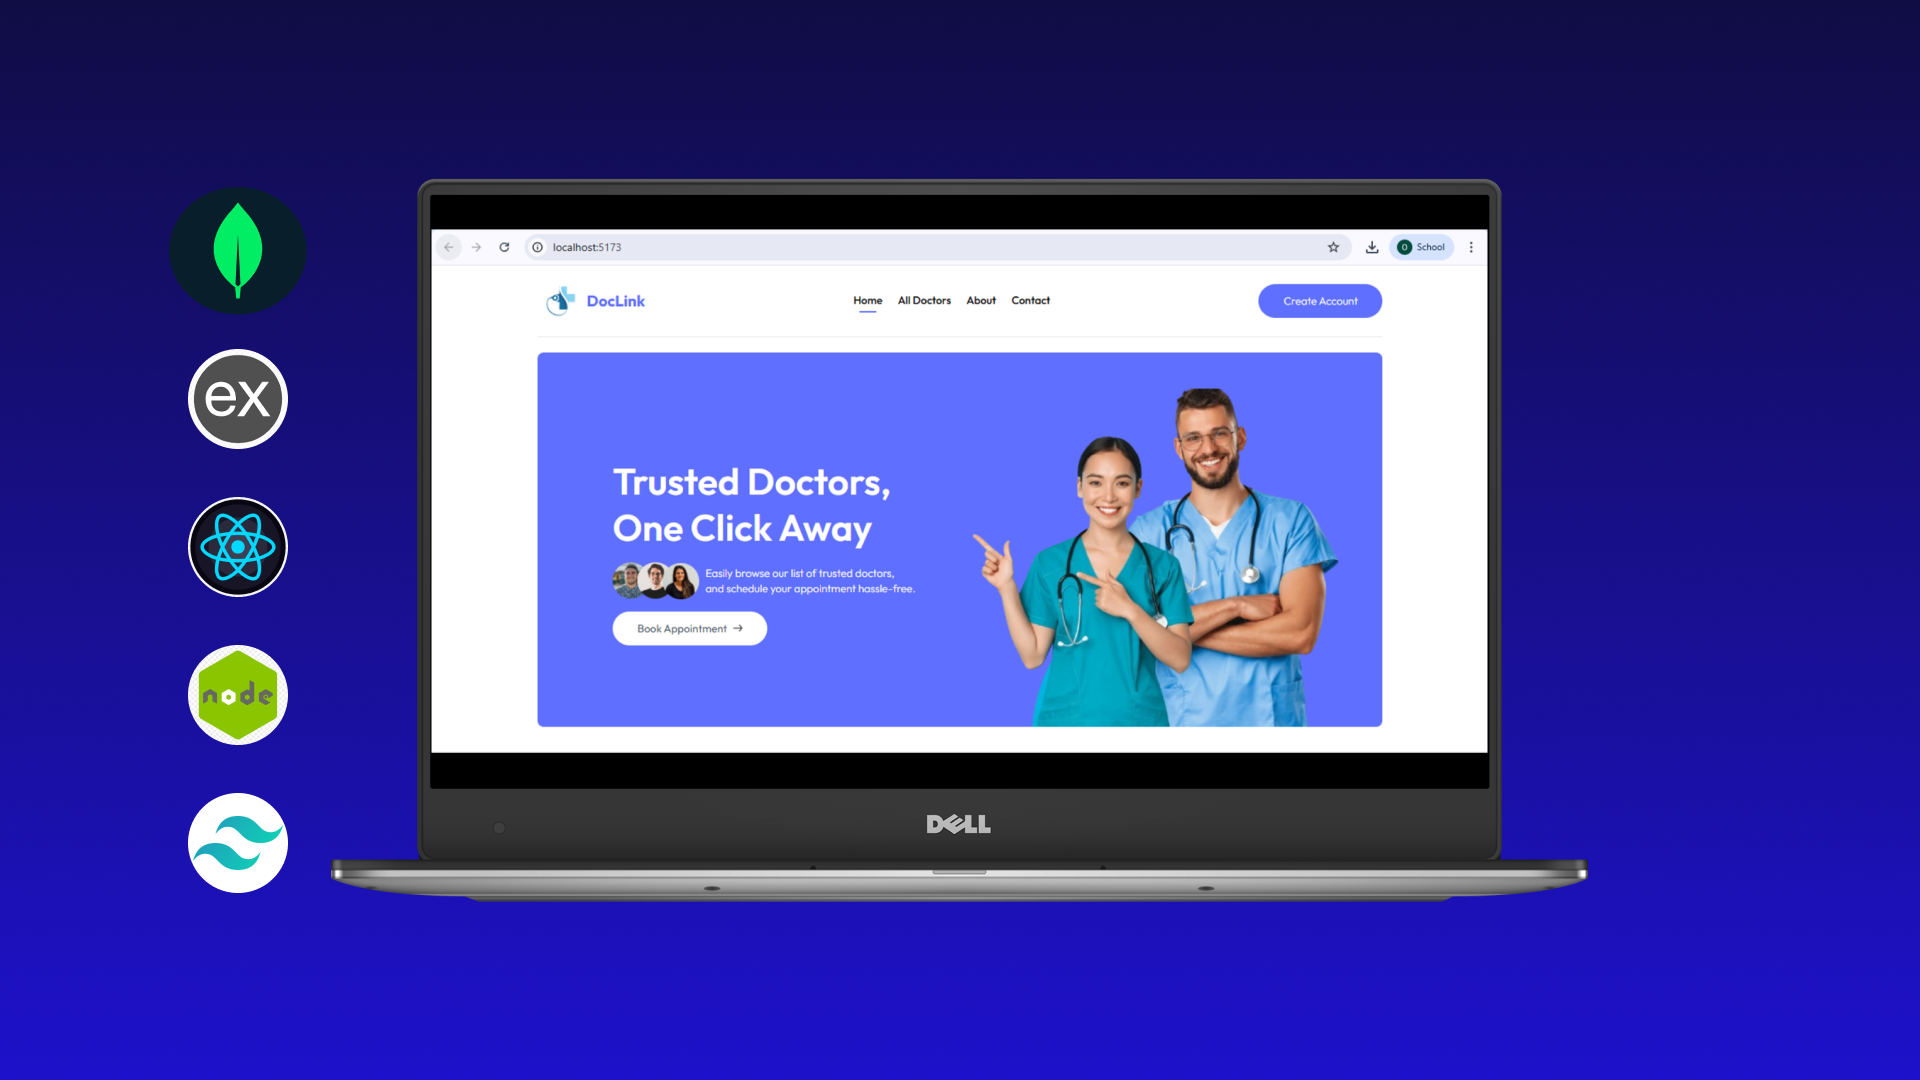 localhost:5173
School
DocLink
Home
All Doctors
About
Contact
Create Account
Trusted Doctors,
One Click Away
Easily browse our list of trusted doctors,
and schedule your appointment hassle-free.
Book Appointment →
ex
node
DELL